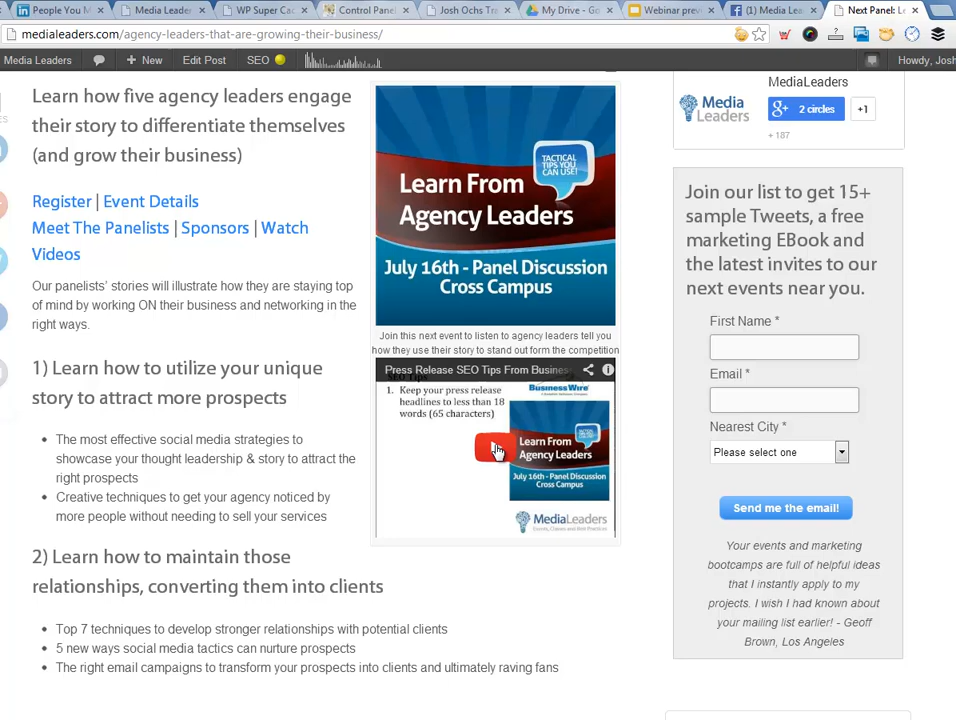 People You M
Media Leader
WP Super Ca
Control Panel
Josh Ochs Tra
My Drive - Go
Webinar prev
(1) Media Lea
Next Panel: Le
medialeaders.com/agency-leaders-that-are-growing-their-business/
Media Leaders
New
Edit Post
SEO
Howdy, Josh
Learn how five agency leaders engage
their story to differentiate themselves
(and grow their business)
Register | Event Details
Meet The Panelists | Sponsors | Watch
Videos
Our panelists' stories will illustrate how they are staying top
of mind by working ON their business and networking in the
right ways.
1) Learn how to utilize your unique
story to attract more prospects
• The most effective social media strategies to
showcase your thought leadership & story to attract the
right prospects
• Creative techniques to get your agency noticed by
more people without needing to sell your services
2) Learn how to maintain those
relationships, converting them into clients
• Top 7 techniques to develop stronger relationships with potential clients
• 5 new ways social media tactics can nurture prospects
• The right email campaigns to transform your prospects into clients and ultimately raving fans
TACTICAL
TIPS YOU
CAN USE!
Learn From
Agency Leaders
July 16th - Panel Discussion
Cross Campus
Join this next event to listen to agency leaders tell you
how they use their story to stand out form the competition
Press Release SEO Tips From Busines
SEO Tips
1. Keep your press release
headlines to less than 18
words (65 characters)
BusinessWire
Learn From
Agency Leaders
July 16th - Panel Discussion
Cross Campus
MediaLeaders
MediaLeaders
Media
Leaders
g+ 2 circles
+1
+ 187
Join our list to get 15+
sample Tweets, a free
marketing EBook and
the latest invites to our
next events near you.
First Name *
Email *
Nearest City *
Please select one
Send me the email!
Your events and marketing
bootcamps are full of helpful ideas
that I instantly apply to my
projects. I wish I had known about
your mailing list earlier! - Geoff
Brown, Los Angeles